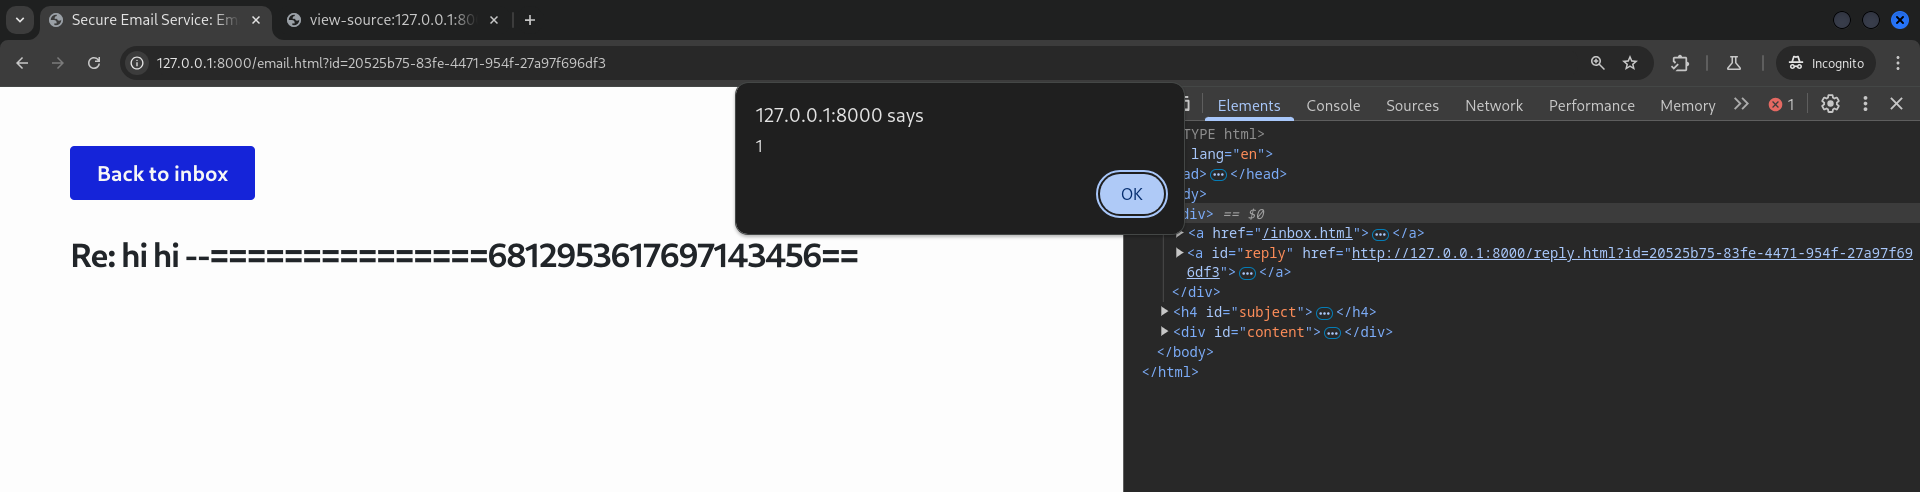 Secure Email Service: Em
view-source:127.0.0.1:80
127.0.0.1:8000/email.html?id=20525b75-83fe-4471-954f-27a97f696df3
Incognito
127.0.0.1:8000 says
1
OK
Back to inbox
Re: hi hi --===============6812953617697143456==
Elements Console Sources Network Performance Memory 1
TYPE html>
lang="en">
ad> ••• </head>
dy>
div> == $0
<a href="/inbox.html"> ••• </a>
<a id="reply" href="http://127.0.0.1:8000/reply.html?id=20525b75-83fe-4471-954f-27a97f69
6df3"> ••• </a>
</div>
<h4 id="subject"> ••• </h4>
<div id="content"> ••• </div>
</body>
</html>